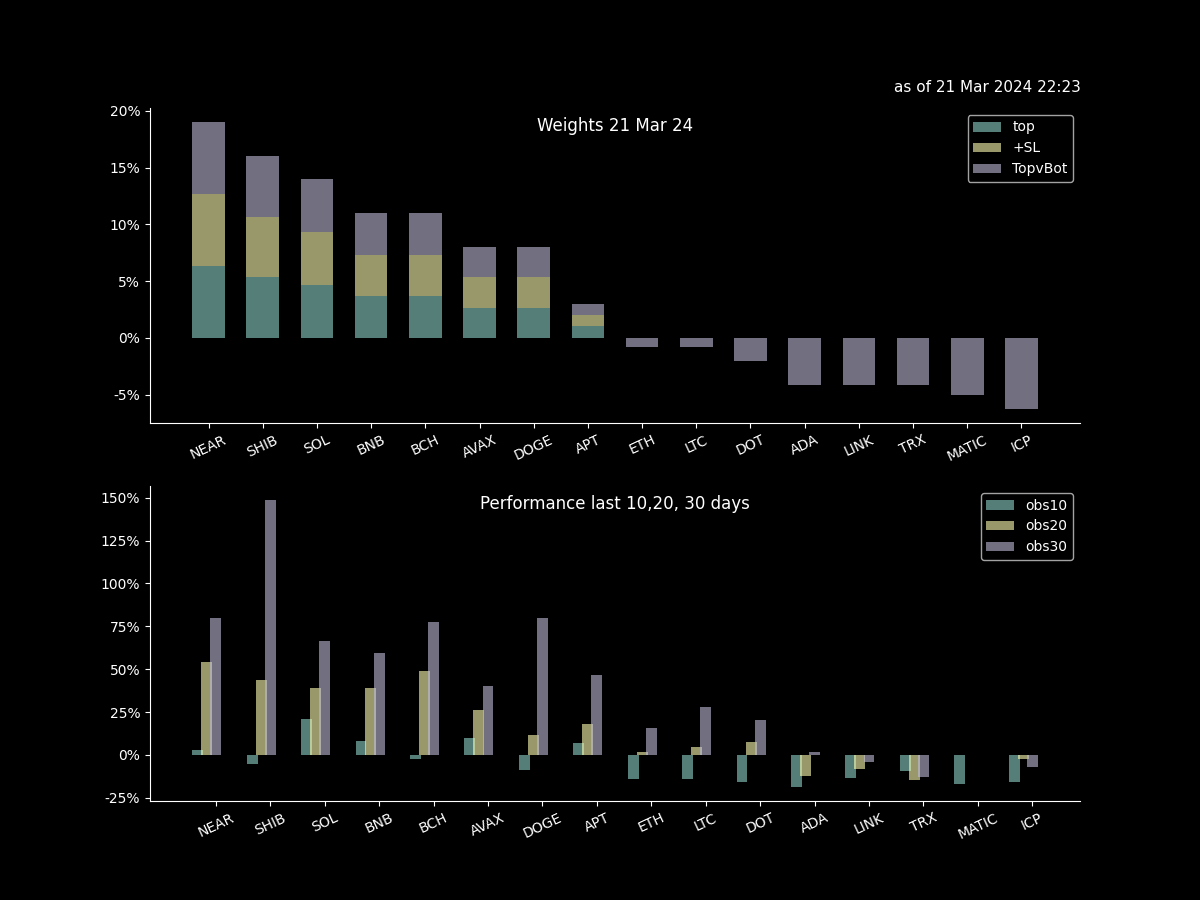 as of 21 Mar 2024 22:23
Weights 21 Mar 24
top
+SL
TopvBot
20%
15%
10%
5%
0%
-5%
NEAR SHIB SOL BNB BCH AVAX DOGE APT ETH LTC DOT ADA LINK TRX MATIC ICP
Performance last 10,20, 30 days
obs10
obs20
obs30
150%
125%
100%
75%
50%
25%
0%
-25%
NEAR SHIB SOL BNB BCH AVAX DOGE APT ETH LTC DOT ADA LINK TRX MATIC ICP